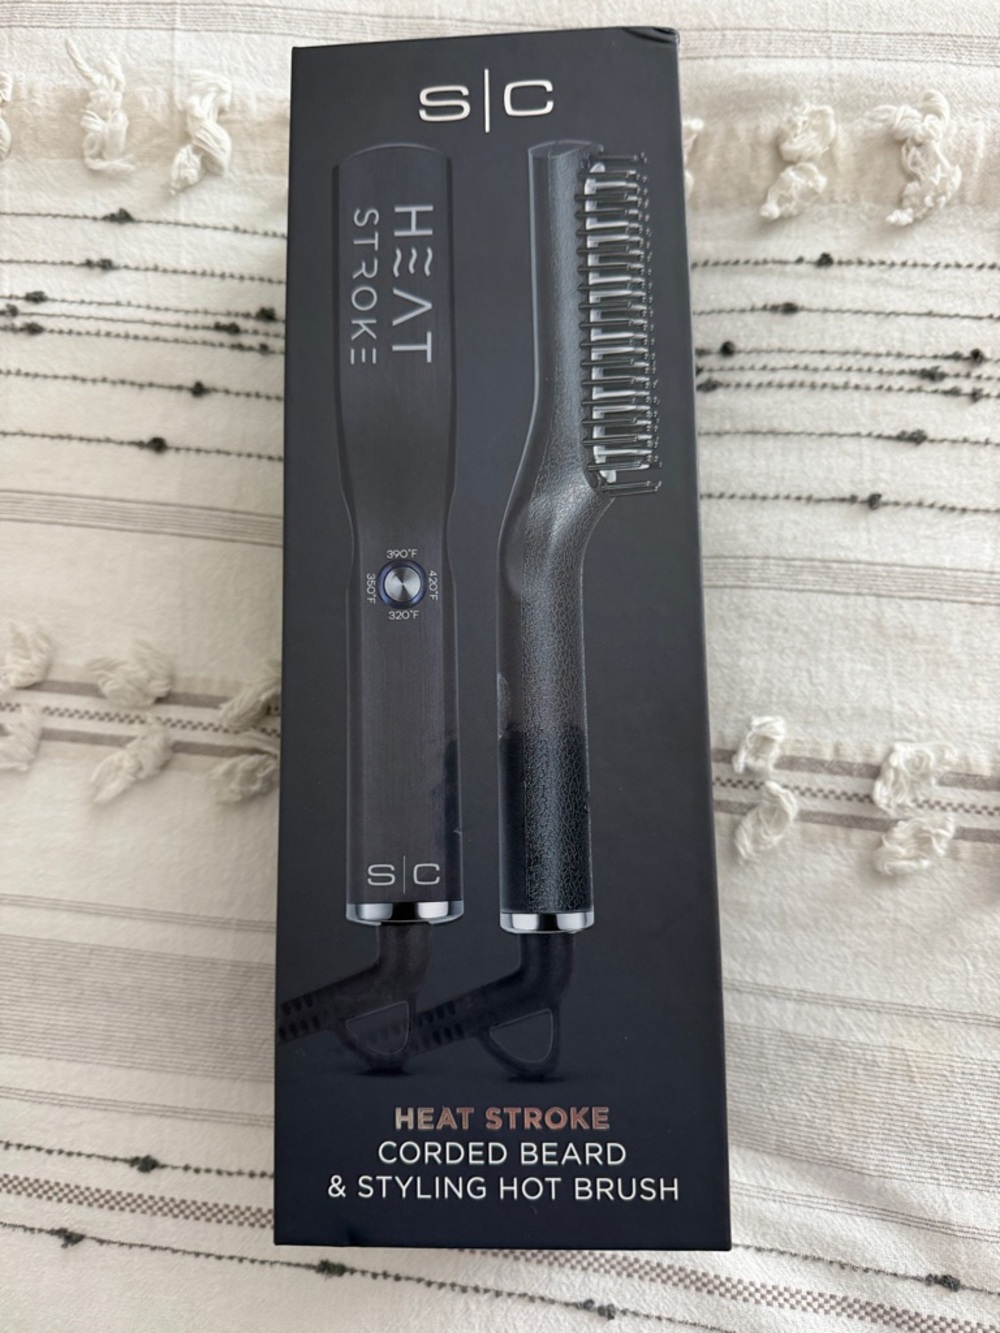 S|C
HEAT
STROKE
390°F
350°F
420°F
320°F
S|C
HEAT STROKE
CORDED BEARD
& STYLING HOT BRUSH